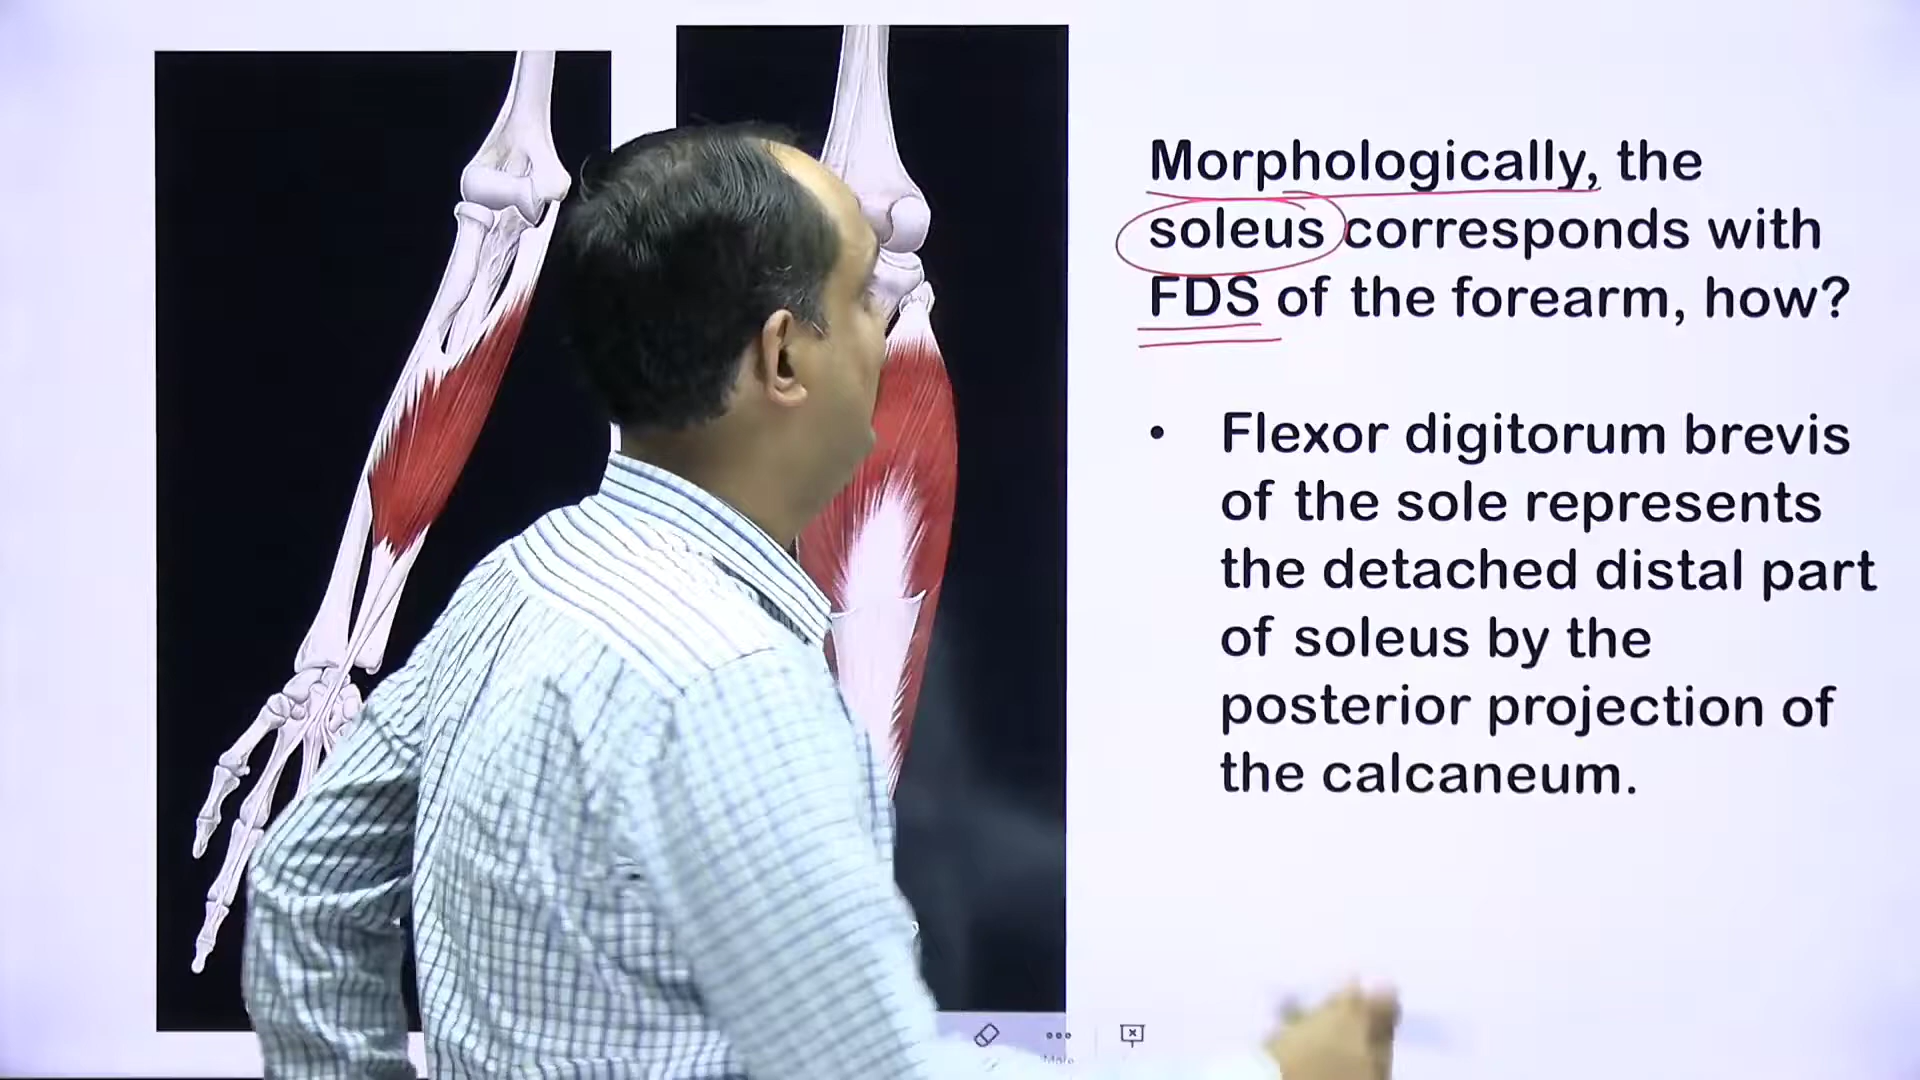 Morphologically, the
soleus corresponds with
FDS of the forearm, how?
• Flexor digitorum brevis
of the sole represents
the detached distal part
of soleus by the
posterior projection of
the calcaneum.
More